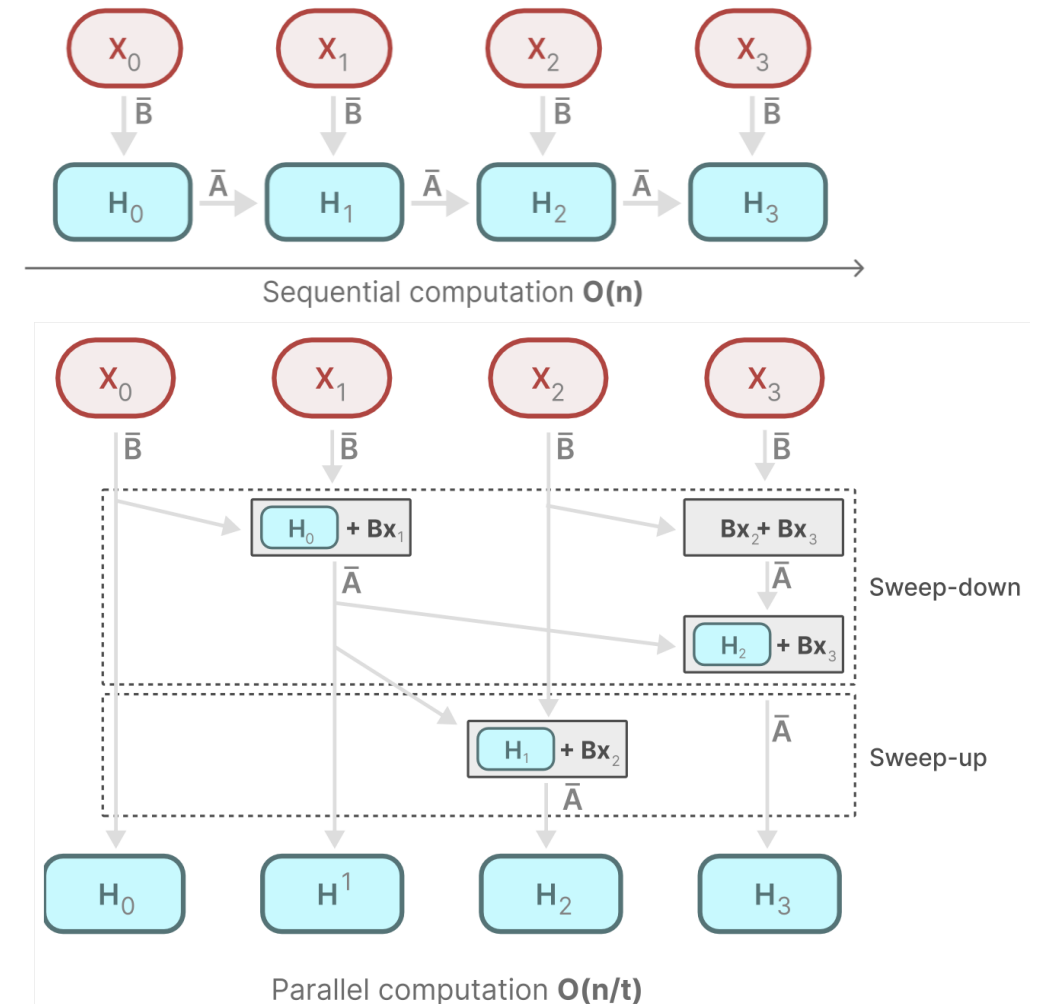 X₀ X₁ X₂ X₃
B̅ B̅ B̅ B̅
A̅ A̅ A̅
H₀ H₁ H₂ H₃
Sequential computation O(n)
X₀ X₁ X₂ X₃
B̅ B̅ B̅ B̅
H₀ + Bx₁ Bx₂+ Bx₃
A̅ A̅
Sweep-down
H₂ + Bx₃
A̅
H₁ + Bx₂
Sweep-up
A̅
H₀ H¹ H₂ H₃
Parallel computation O(n/t)